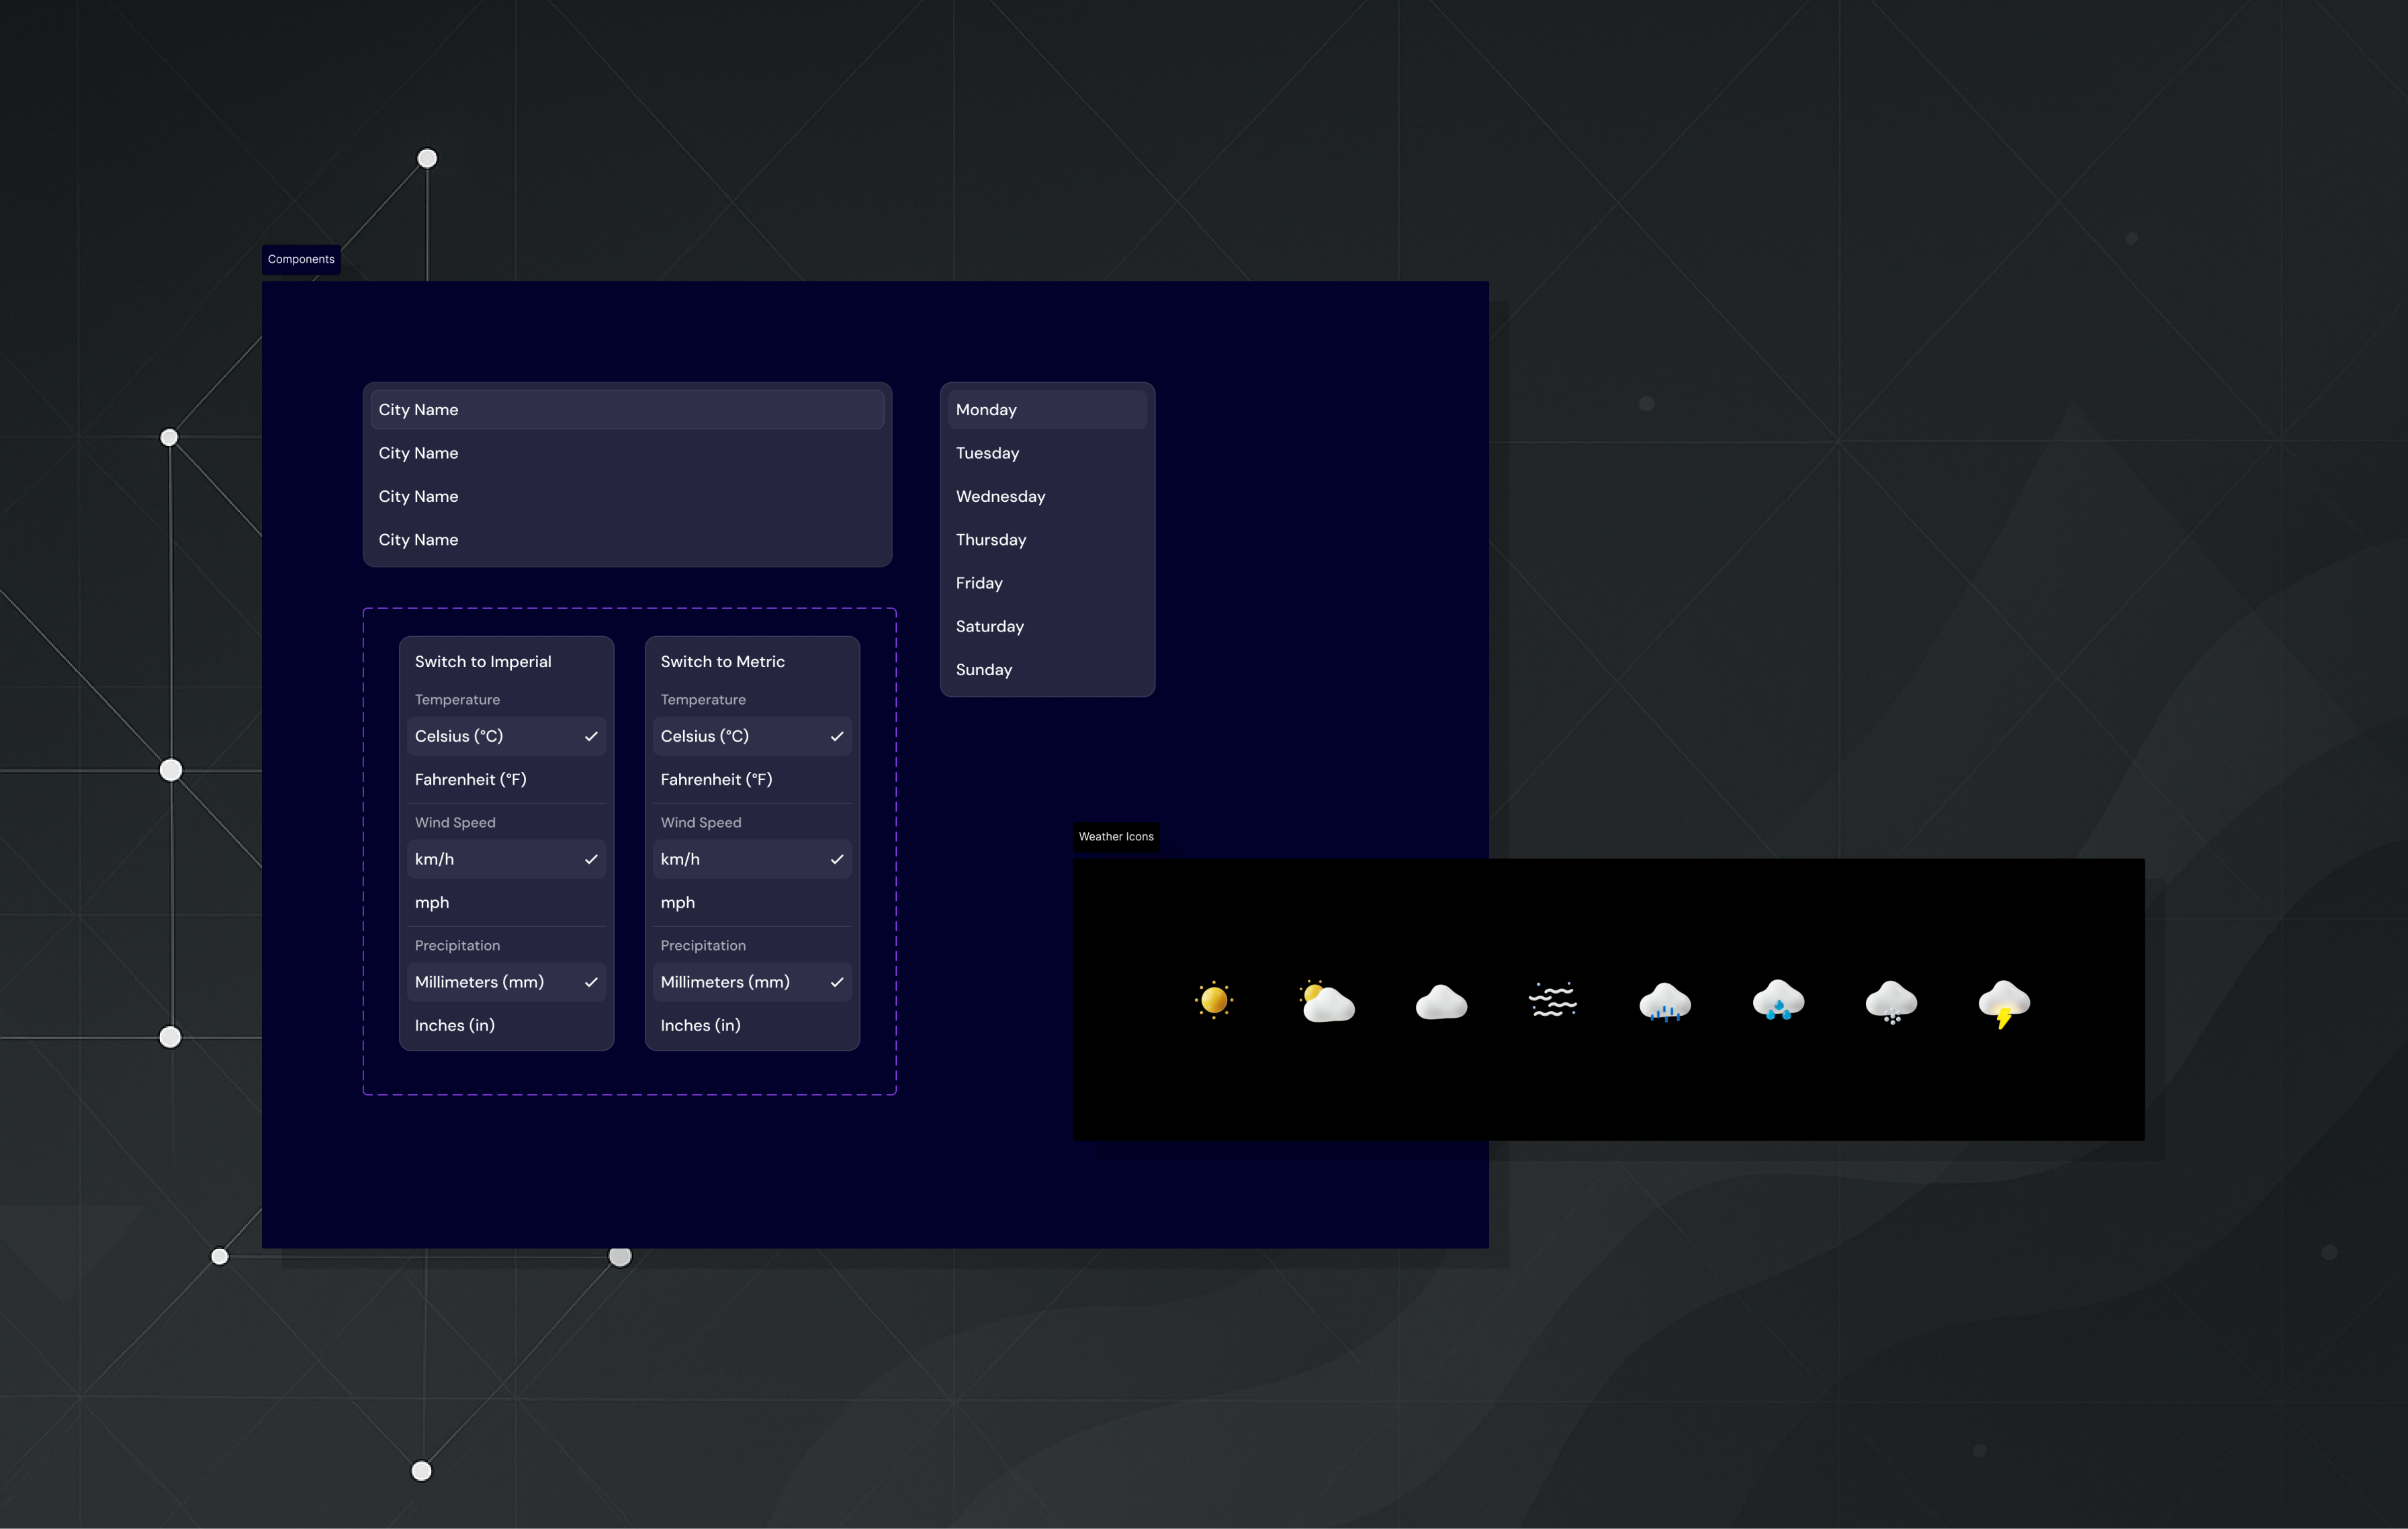 Components
City Name
City Name
City Name
City Name
Monday
Tuesday
Wednesday
Thursday
Friday
Saturday
Sunday
Switch to Imperial
Temperature
Celsius (°C)
Fahrenheit (°F)
Wind Speed
km/h
mph
Precipitation
Millimeters (mm)
Inches (in)
Switch to Metric
Temperature
Celsius (°C)
Fahrenheit (°F)
Wind Speed
km/h
mph
Precipitation
Millimeters (mm)
Inches (in)
Weather Icons